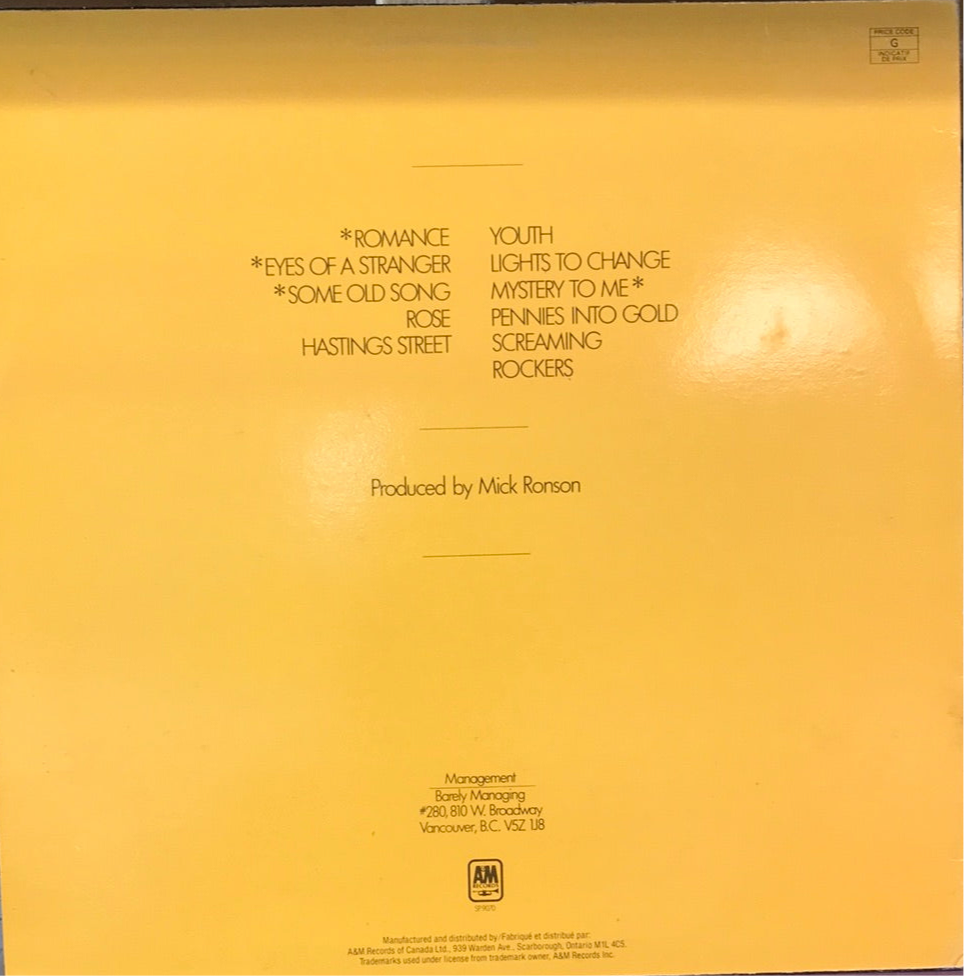 PRICE CODE
G
INDICATIF
DE PRIX
*ROMANCE
*EYES OF A STRANGER
*SOME OLD SONG
ROSE
HASTINGS STREET
YOUTH
LIGHTS TO CHANGE
MYSTERY TO ME*
PENNIES INTO GOLD
SCREAMING
ROCKERS
Produced by Mick Ronson
Management
Barely Managing
#280, 810 W. Broadway
Vancouver, B.C. V5Z 1J8
A&M
RECORDS
SP 9070
Manufactured and distributed by/Fabriqué et distribué par:
A&M Records of Canada Ltd., 939 Warden Ave., Scarborough, Ontario M1L 4C5.
Trademarks used under license from trademark owner, A&M Records Inc.